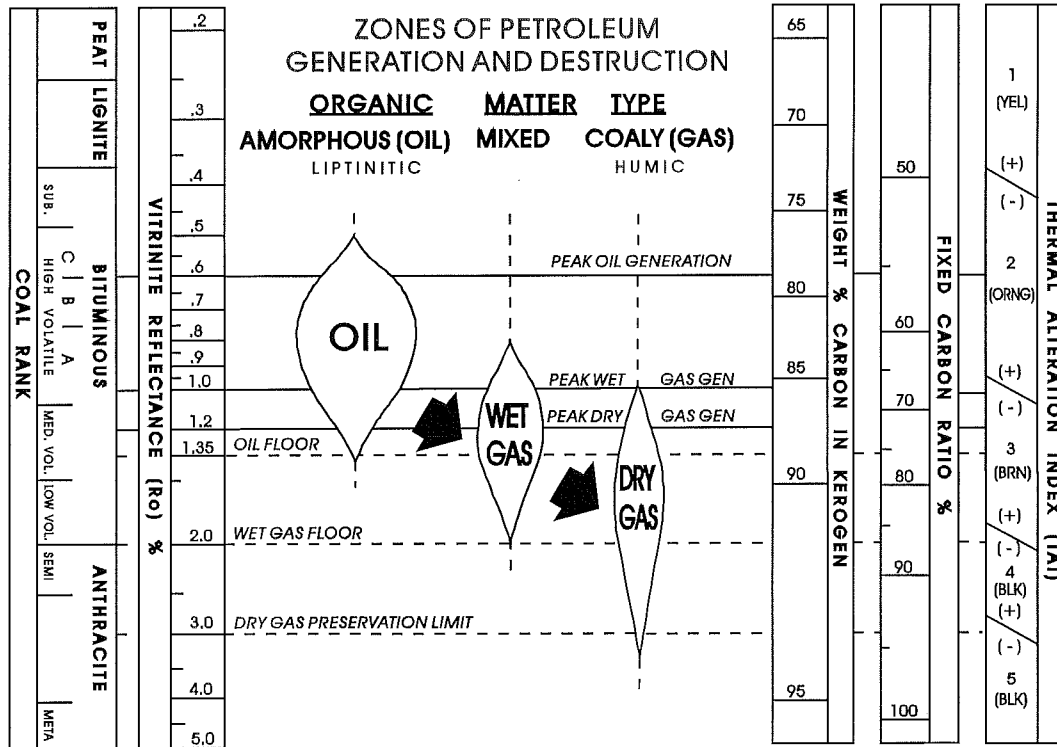 ZONES OF PETROLEUM
GENERATION AND DESTRUCTION
ORGANIC MATTER TYPE
AMORPHOUS (OIL) MIXED COALY (GAS)
LIPTINITIC HUMIC
COAL RANK
PEAT
LIGNITE
BITUMINOUS
ANTHRACITE
SUB.
HIGH VOLATILE
C | B | A
MED. VOL.
LOW VOL.
SEMI
META
VITRINITE REFLECTANCE (Ro) %
.2
.3
.4
.5
.6
.7
.8
.9
1.0
1.2
1.35
2.0
3.0
4.0
5.0
PEAK OIL GENERATION
OIL
PEAK WET GAS GEN
PEAK DRY GAS GEN
WET
GAS
OIL FLOOR
DRY
GAS
WET GAS FLOOR
DRY GAS PRESERVATION LIMIT
65
70
75
80
85
90
95
WEIGHT % CARBON IN KEROGEN
50
60
70
80
90
100
FIXED CARBON RATIO %
1
(YEL)
(+)
(-)
2
(ORNG)
(+)
(-)
3
(BRN)
(+)
(-)
4
(BLK)
(+)
(-)
5
(BLK)
THERMAL ALTERATION INDEX (TAI)